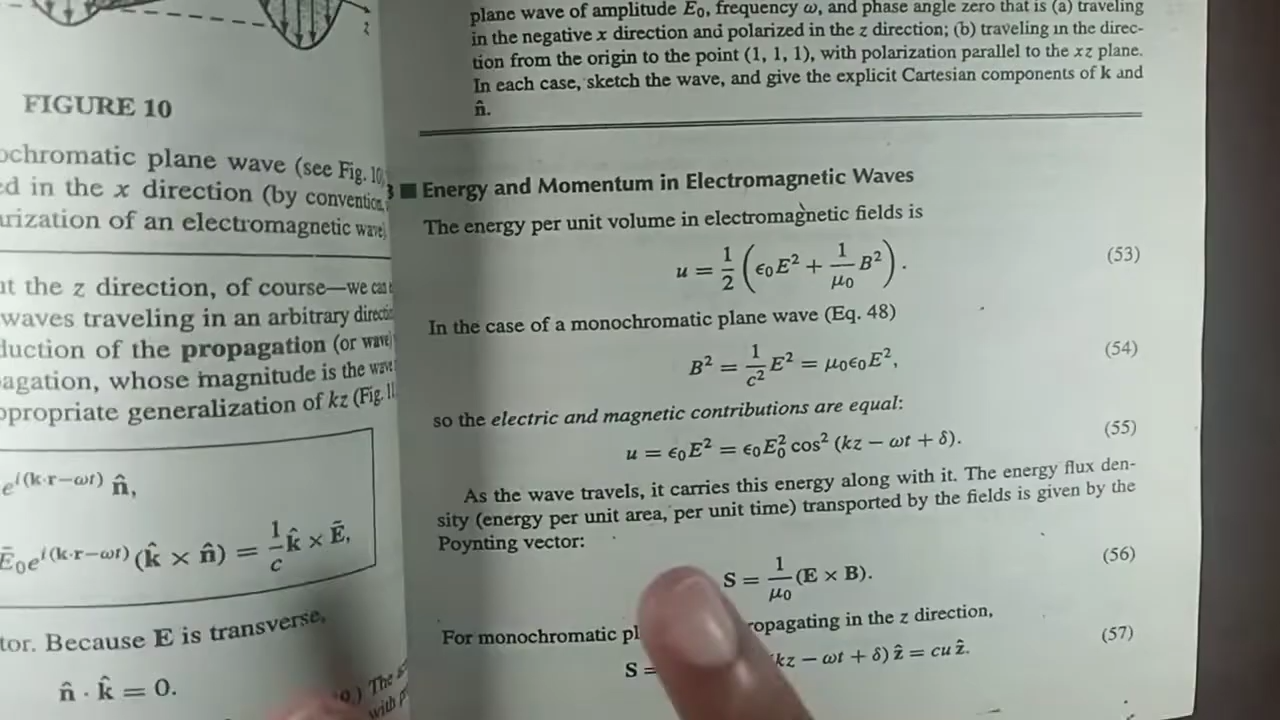 z
FIGURE 10
ochromatic plane wave (see Fig. 10
ed in the x direction (by convention,
urization of an electromagnetic wave)
ut the z direction, of course—we can
waves traveling in an arbitrary
duction of the propagation (or wave)
agation, whose magnitude is the wave
ppropriate generalization of kz (Fig. 11
e^{i(k·r−ωt)} n̂,
Ẽ₀e^{i(k·r−ωt)} (k̂ × n̂) = 1/c k̂ × Ẽ,
tor. Because E is transverse,
n̂ · k̂ = 0.
.) The
with
plane wave of amplitude E₀, frequency ω, and phase angle zero that is (a) traveling
in the negative x direction and polarized in the z direction; (b) traveling in the direc-
tion from the origin to the point (1, 1, 1), with polarization parallel to the xz plane.
In each case, sketch the wave, and give the explicit Cartesian components of k and
n̂.
3 ■ Energy and Momentum in Electromagnetic Waves
The energy per unit volume in electromagnetic fields is
u = 1/2 (ϵ₀E² + 1/μ₀ B²). (53)
In the case of a monochromatic plane wave (Eq. 48)
B² = 1/c² E² = μ₀ϵ₀E², (54)
so the electric and magnetic contributions are equal:
u = ϵ₀E² = ϵ₀E₀² cos² (kz − ωt + δ). (55)
As the wave travels, it carries this energy along with it. The energy flux den-
sity (energy per unit area, per unit time) transported by the fields is given by the
Poynting vector:
S = 1/μ₀ (E × B). (56)
For monochromatic pl opagating in the z direction,
S = kz − ωt + δ) ẑ = cu ẑ. (57)